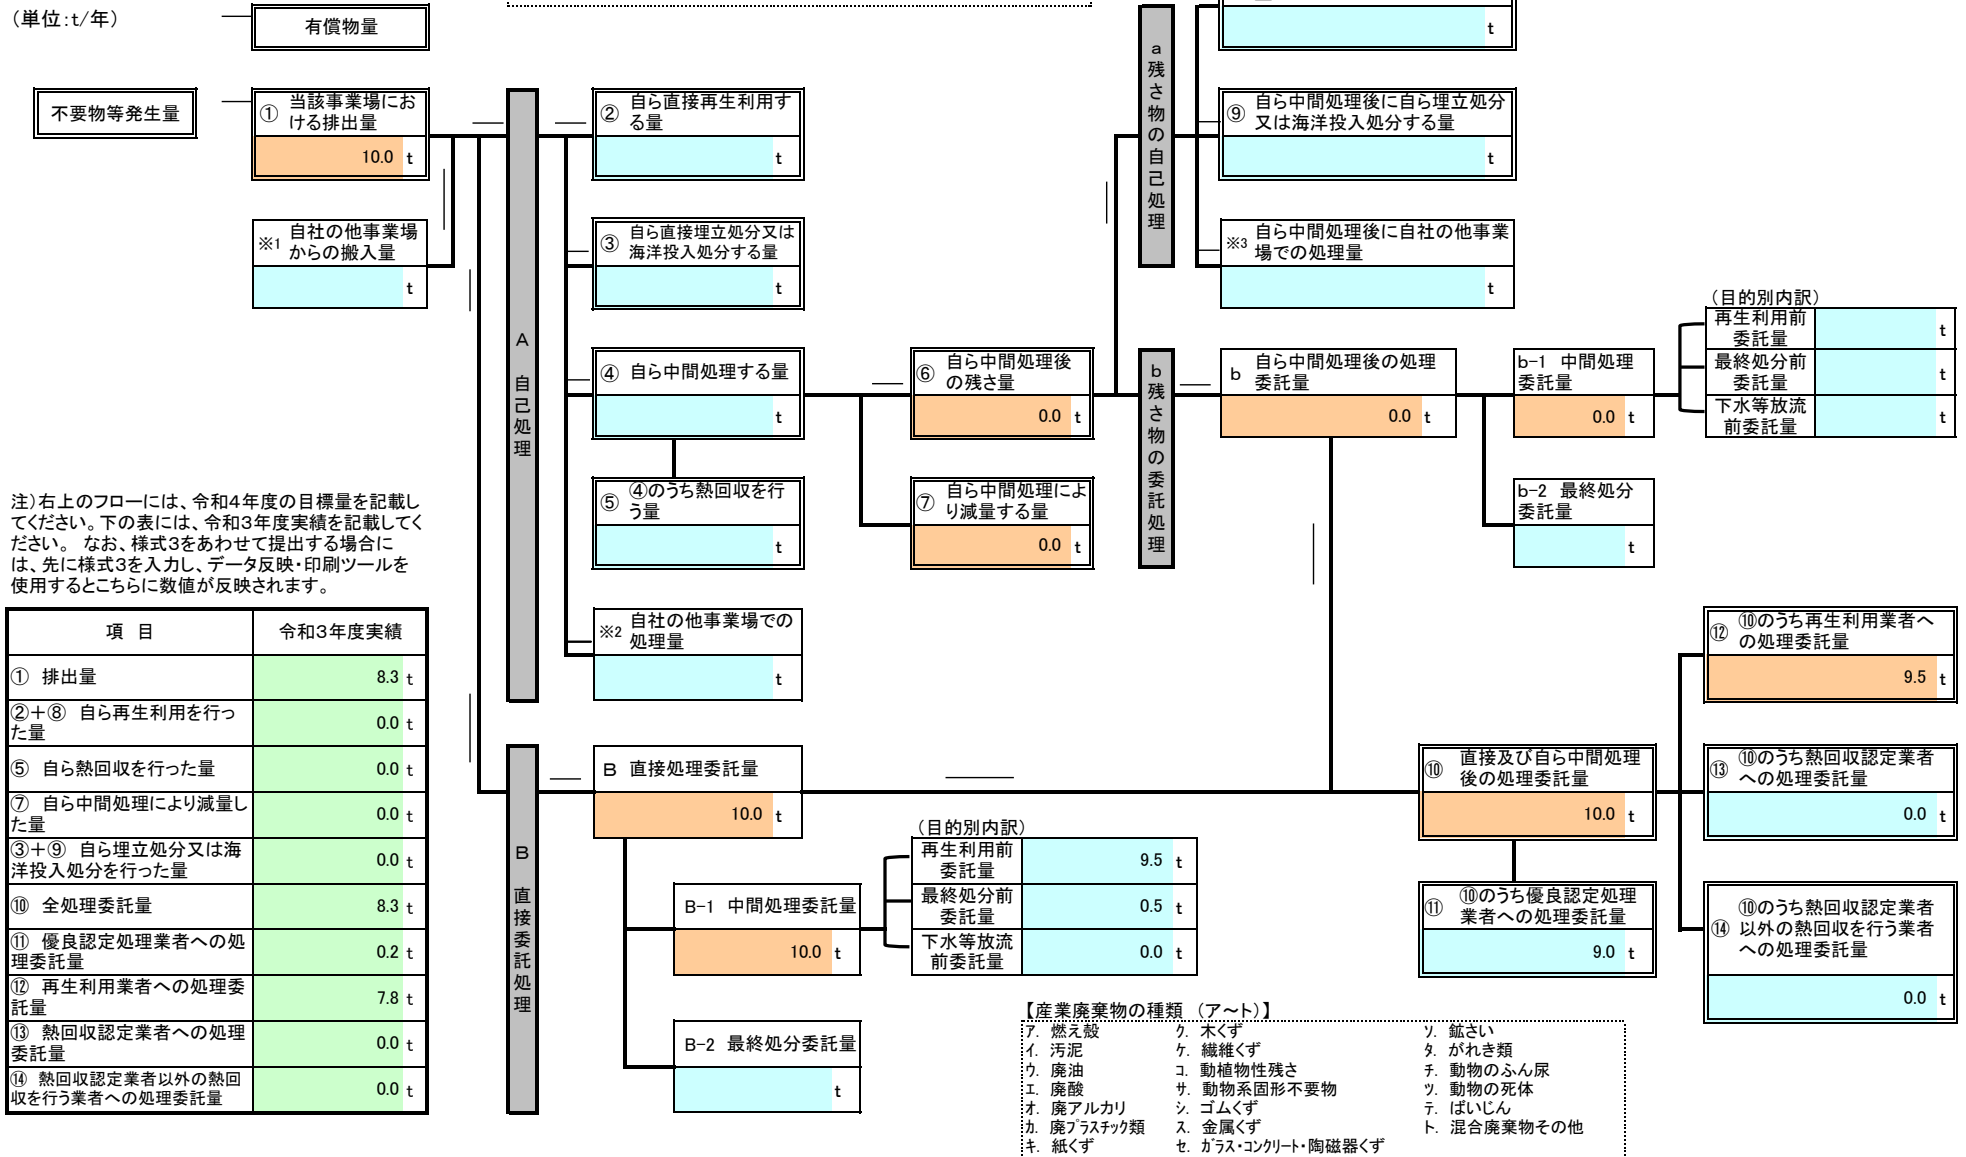 （単位:t/年）
有償物量
t
不要物等発生量
① 当該事業場にお
ける排出量
10.0 t
※1 自社の他事業場
からの搬入量
t
A 自己処理
② 自ら直接再生利用す
る量
t
③ 自ら直接埋立処分又は
海洋投入処分する量
t
④ 自ら中間処理する量
t
⑤ ④のうち熱回収を行
う量
t
※2 自社の他事業場での
処理量
t
⑥ 自ら中間処理後
の残さ量
0.0 t
⑦ 自ら中間処理によ
り減量する量
0.0 t
a 残さ物の自己処理
⑨ 自ら中間処理後に自ら埋立処分
又は海洋投入処分する量
t
※3 自ら中間処理後に自社の他事業
場での処理量
t
b 残さ物の委託処理
b 自ら中間処理後の処理
委託量
0.0 t
b-1 中間処理
委託量
0.0 t
b-2 最終処分
委託量
t
（目的別内訳）
再生利用前
委託量
t
最終処分前
委託量
t
下水等放流
前委託量
t
注）右上のフローには、令和４年度の目標量を記載し
てください。下の表には、令和３年度実績を記載してく
ださい。 なお、様式３をあわせて提出する場合に
は、先に様式３を入力し、データ反映・印刷ツールを
使用するとこちらに数値が反映されます。
項 目 令和３年度実績
① 排出量 8.3 t
②＋⑧ 自ら再生利用を行っ
た量 0.0 t
⑤ 自ら熱回収を行った量 0.0 t
⑦ 自ら中間処理により減量し
た量 0.0 t
③＋⑨ 自ら埋立処分又は海
洋投入処分を行った量 0.0 t
⑩ 全処理委託量 8.3 t
⑪ 優良認定処理業者への処
理委託量 0.2 t
⑫ 再生利用業者への処理委
託量 7.8 t
⑬ 熱回収認定業者への処理
委託量 0.0 t
⑭ 熱回収認定業者以外の熱回
収を行う業者への処理委託量 0.0 t
B 直接委託処理
B 直接処理委託量
10.0 t
B-1 中間処理委託量
10.0 t
B-2 最終処分委託量
t
（目的別内訳）
再生利用前
委託量
9.5 t
最終処分前
委託量
0.5 t
下水等放流
前委託量
0.0 t
⑩ 直接及び自ら中間処理
後の処理委託量
10.0 t
⑪ ⑩のうち優良認定処理
業者への処理委託量
9.0 t
⑫ ⑩のうち再生利用業者へ
の処理委託量
9.5 t
⑬ ⑩のうち熱回収認定業者
への処理委託量
0.0 t
⑭ ⑩のうち熱回収認定業者
以外の熱回収を行う業者
への処理委託量
0.0 t
【産業廃棄物の種類 （ア～ト）】
ア. 燃え殻
イ. 汚泥
ウ. 廃油
エ. 廃酸
オ. 廃アルカリ
カ. 廃プラスチック類
キ. 紙くず
ク. 木くず
ケ. 繊維くず
コ. 動植物性残さ
サ. 動物系固形不要物
シ. ゴムくず
ス. 金属くず
セ. ガラス・コンクリート・陶磁器くず
ソ. 鉱さい
タ. がれき類
チ. 動物のふん尿
ツ. 動物の死体
テ. ばいじん
ト. 混合廃棄物その他